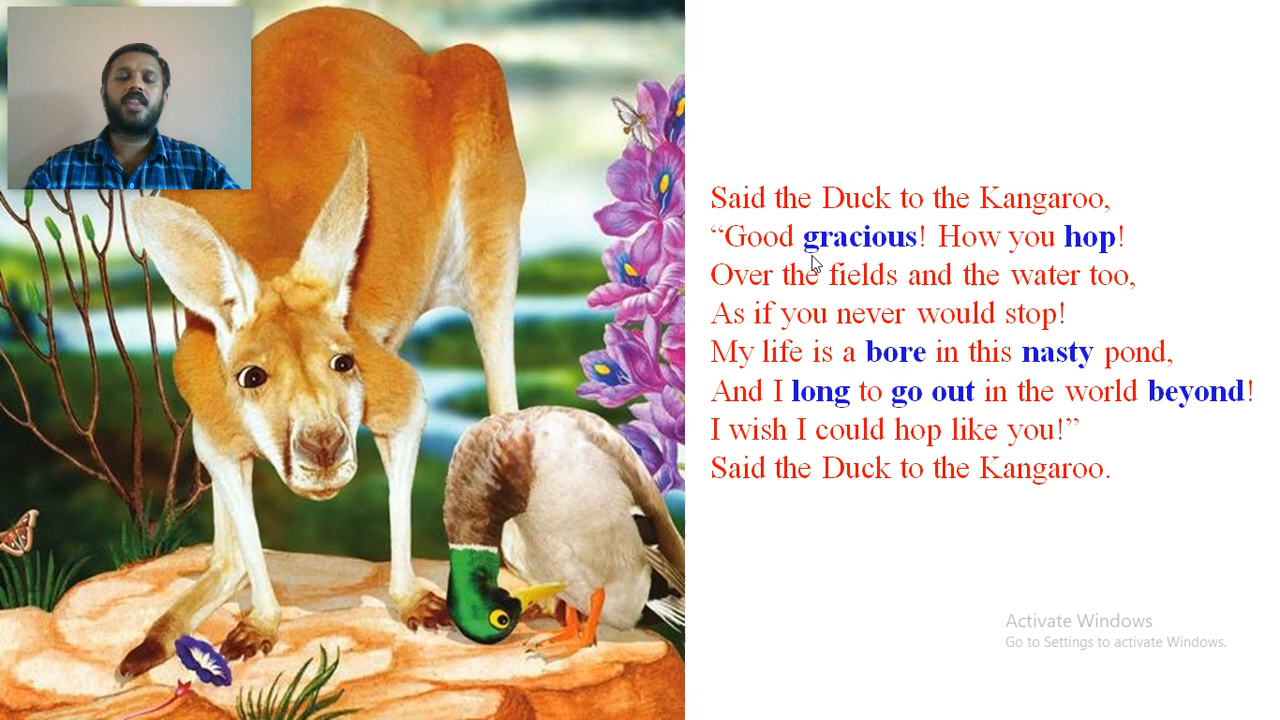 Said the Duck to the Kangaroo,
“Good gracious! How you hop!
Over the fields and the water too,
As if you never would stop!
My life is a bore in this nasty pond,
And I long to go out in the world beyond!
I wish I could hop like you!”
Said the Duck to the Kangaroo.
Activate Windows
Go to Settings to activate Windows.